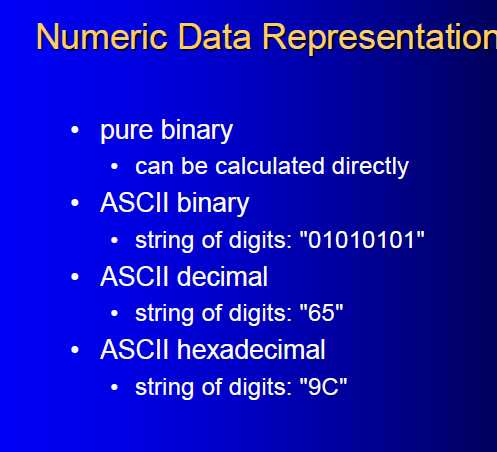 Numeric Data Representation
• pure binary
• can be calculated directly
• ASCII binary
• string of digits: "01010101"
• ASCII decimal
• string of digits: "65"
• ASCII hexadecimal
• string of digits: "9C"